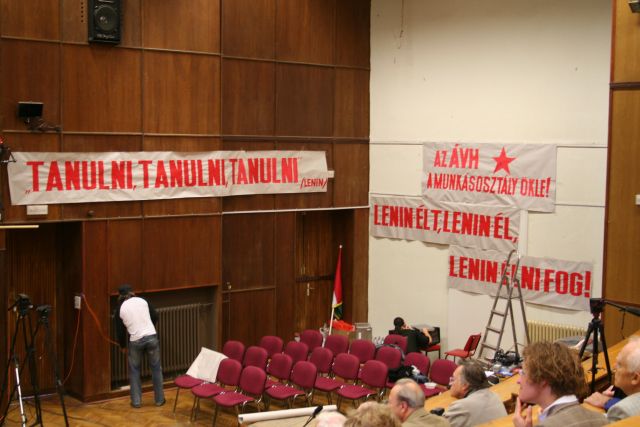 „TANULNI, TANULNI, TANULNI"
/LENIN/
AZ ÁVH ★
A MUNKÁSOSZTÁLY ÖKLE!
LENIN ÉLT, LENIN ÉL,
LENIN ÉLNI FOG!